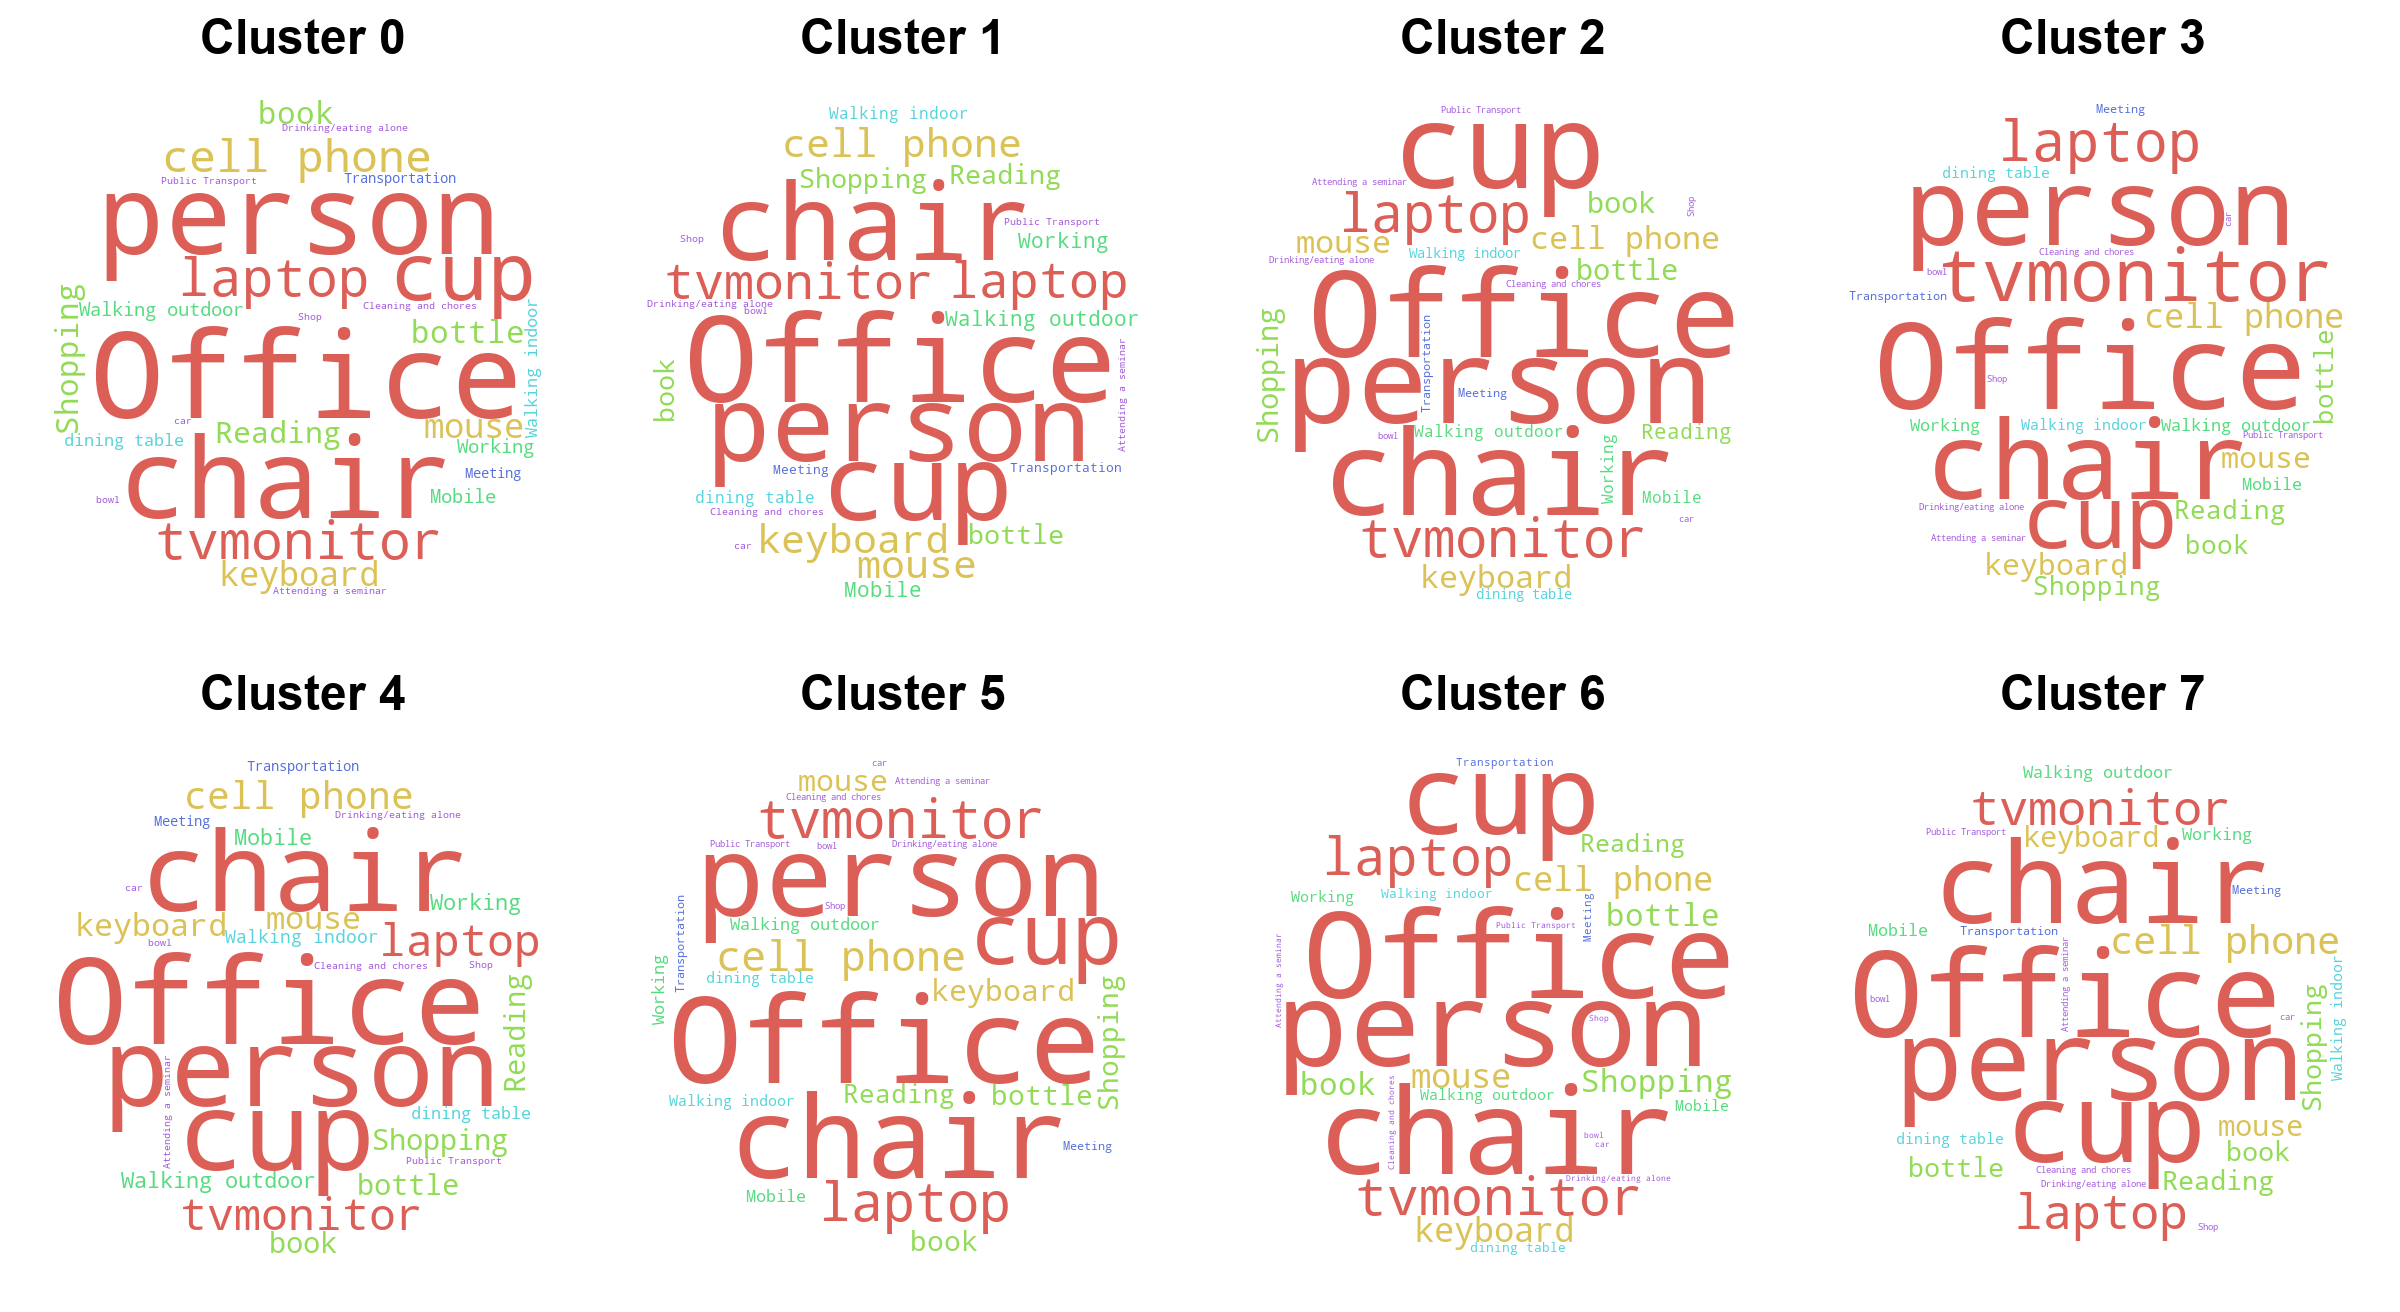 Cluster 0
book
Drinking/eating alone
cell phone
Public Transport
Transportation
person
laptop
cup
Shopping
Walking outdoor
Cleaning and chores
Shop
bottle
Walking indoor
Office
car
dining table
Reading
mouse
Working
chair
Meeting
bowl
Mobile
tvmonitor
keyboard
Attending a seminar
Cluster 1
Walking indoor
cell phone
Shopping
Reading
chair
Public Transport
Shop
Working
tvmonitor
laptop
Drinking/eating alone
bowl
Walking outdoor
Office
book
Attending a seminar
person
Meeting
Transportation
cup
dining table
Cleaning and chores
keyboard
bottle
car
mouse
Mobile
Cluster 2
Public Transport
cup
Attending a seminar
laptop
book
Shop
mouse
cell phone
Walking indoor
Drinking/eating alone
bottle
Cleaning and chores
Office
Shopping
Transportation
person
Meeting
bowl
Walking outdoor
Reading
chair
Working
Mobile
car
tvmonitor
keyboard
dining table
Cluster 3
Meeting
laptop
dining table
person
car
Cleaning and chores
bowl
tvmonitor
Transportation
cell phone
Office
bottle
Shop
Working
Walking indoor
Walking outdoor
Public Transport
chair
mouse
Mobile
Drinking/eating alone
cup
Reading
Attending a seminar
book
keyboard
Shopping
Cluster 4
Transportation
cell phone
Drinking/eating alone
Meeting
Mobile
chair
car
Working
keyboard
mouse
bowl
Walking indoor
laptop
Cleaning and chores
Shop
Office
Reading
person
Attending a seminar
cup
dining table
Shopping
Public Transport
Walking outdoor
bottle
tvmonitor
book
Cluster 5
car
mouse
Attending a seminar
Cleaning and chores
tvmonitor
Public Transport
bowl
Drinking/eating alone
person
Shop
Transportation
Walking outdoor
cup
cell phone
Working
dining table
keyboard
Shopping
Office
Reading
bottle
Walking indoor
chair
Meeting
Mobile
laptop
book
Cluster 6
Transportation
cup
laptop
Reading
cell phone
Working
Walking indoor
Meeting
bottle
Public Transport
Office
Attending a seminar
person
Shop
book
mouse
Shopping
Walking outdoor
Mobile
Cleaning and chores
chair
bowl
car
Drinking/eating alone
tvmonitor
keyboard
dining table
Cluster 7
Walking outdoor
tvmonitor
Public Transport
keyboard
Working
chair
Meeting
Mobile
Transportation
cell phone
Office
bowl
Attending a seminar
car
Shopping
Walking indoor
person
cup
dining table
mouse
book
bottle
Cleaning and chores
Reading
Drinking/eating alone
laptop
Shop